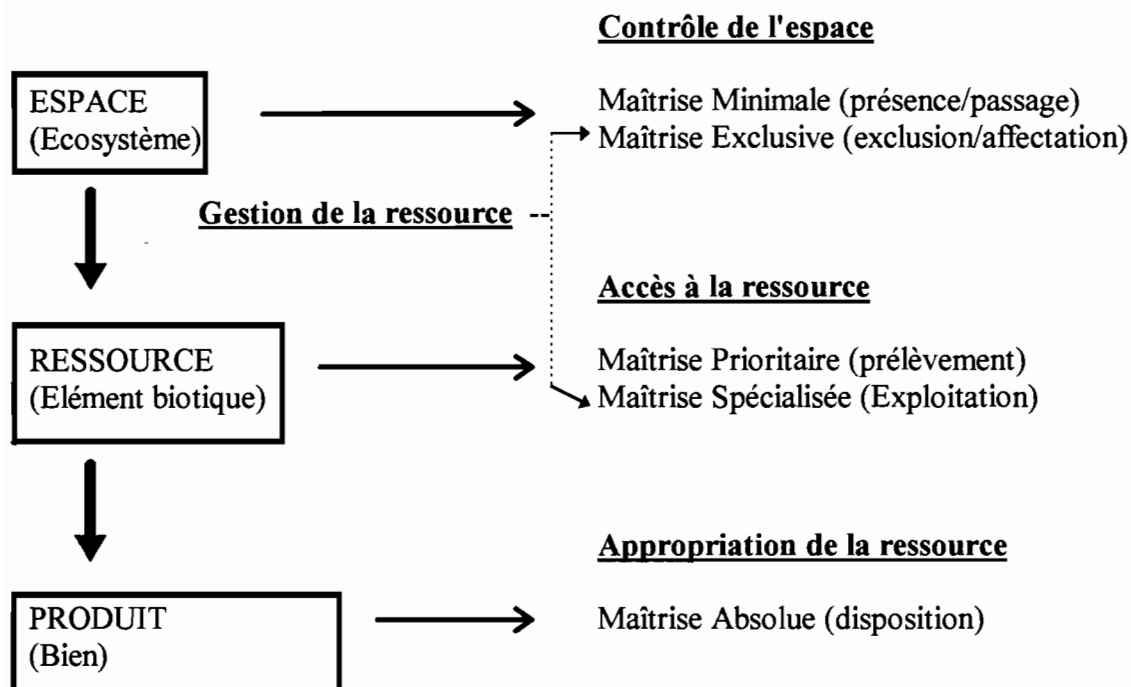 Contrôle de l'espace
ESPACE
(Ecosystème)
Maîtrise Minimale (présence/passage)
Maîtrise Exclusive (exclusion/affectation)
Gestion de la ressource
Accès à la ressource
RESSOURCE
(Elément biotique)
Maîtrise Prioritaire (prélèvement)
Maîtrise Spécialisée (Exploitation)
Appropriation de la ressource
PRODUIT
(Bien)
Maîtrise Absolue (disposition)